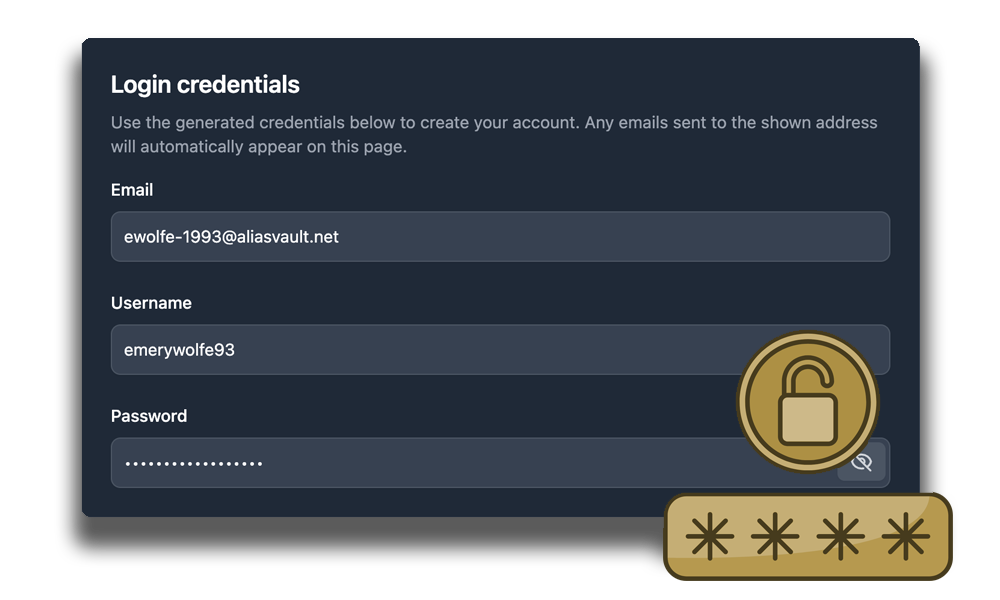 Login credentials
Use the generated credentials below to create your account. Any emails sent to the shown address
will automatically appear on this page.
Email
ewolfe-1993@aliasvault.net
Username
emerywolfe93
Password
••••••••••••••••••
****